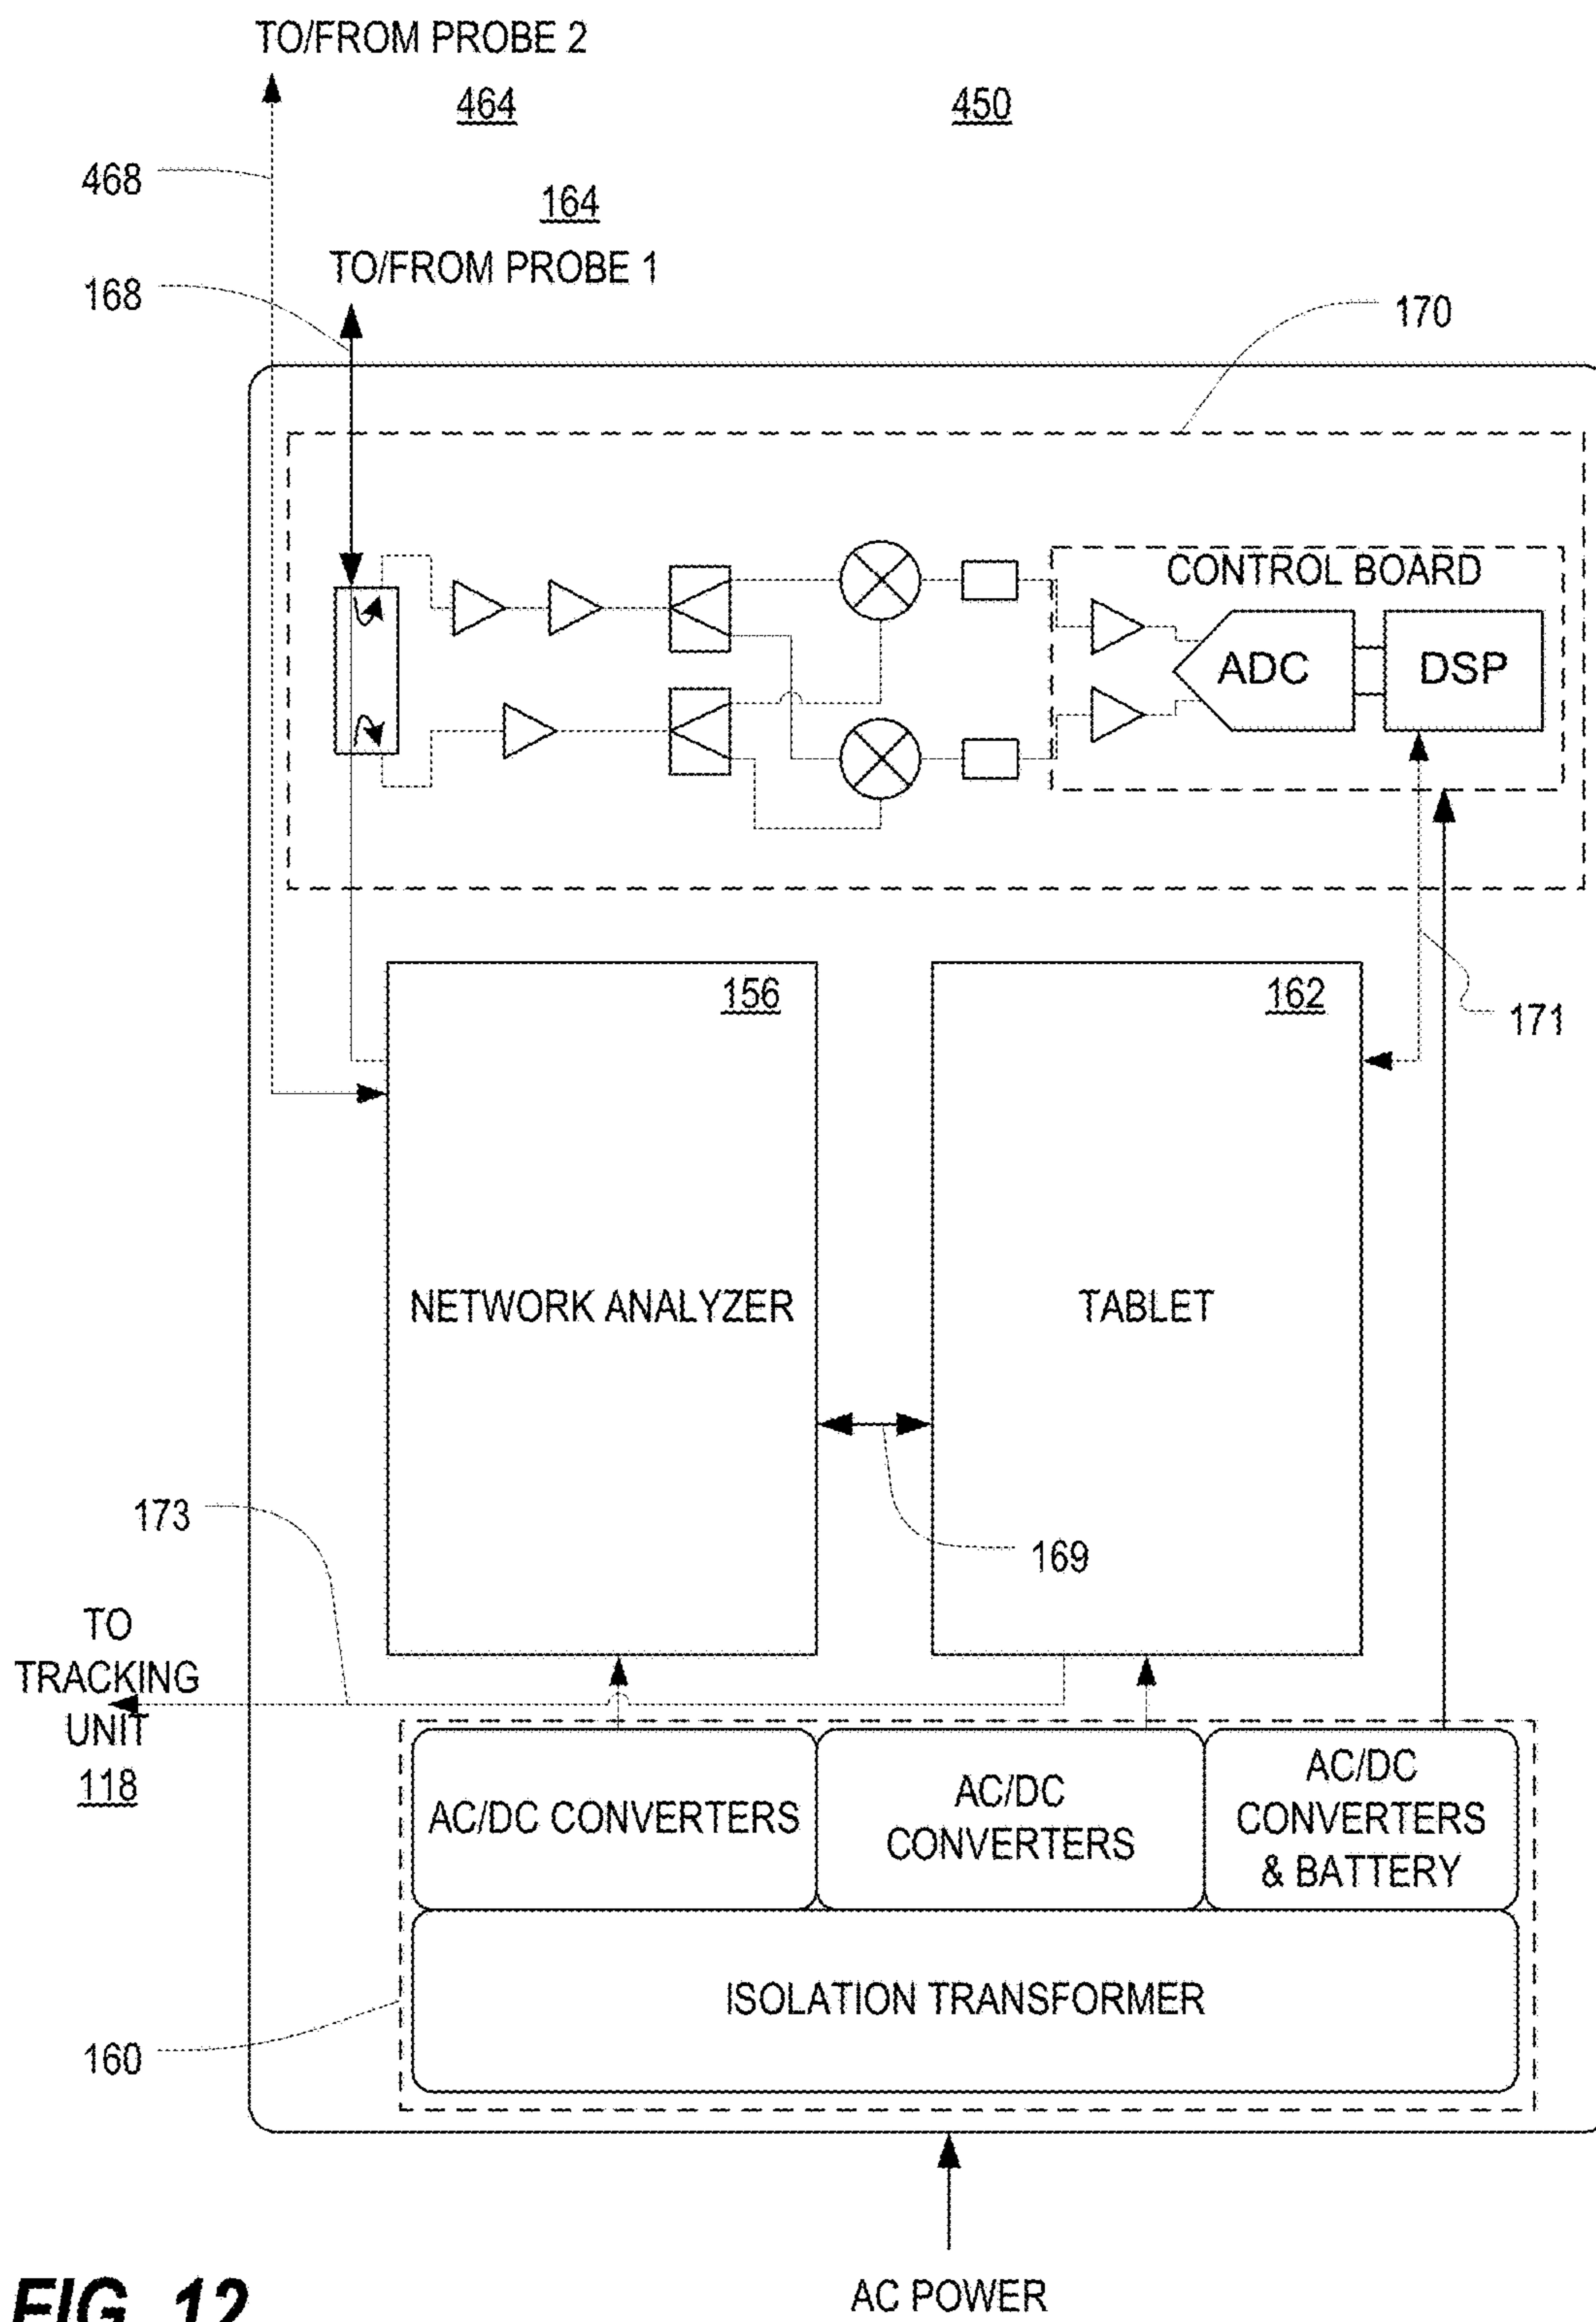 TO/FROM PROBE 2
464
450
468
164
TO/FROM PROBE 1
168
170
CONTROL BOARD
ADC
DSP
156
162
171
NETWORK ANALYZER
TABLET
173
169
TO
TRACKING
UNIT
118
AC/DC CONVERTERS
AC/DC
CONVERTERS
AC/DC
CONVERTERS
& BATTERY
ISOLATION TRANSFORMER
160
AC POWER
FIG. 12